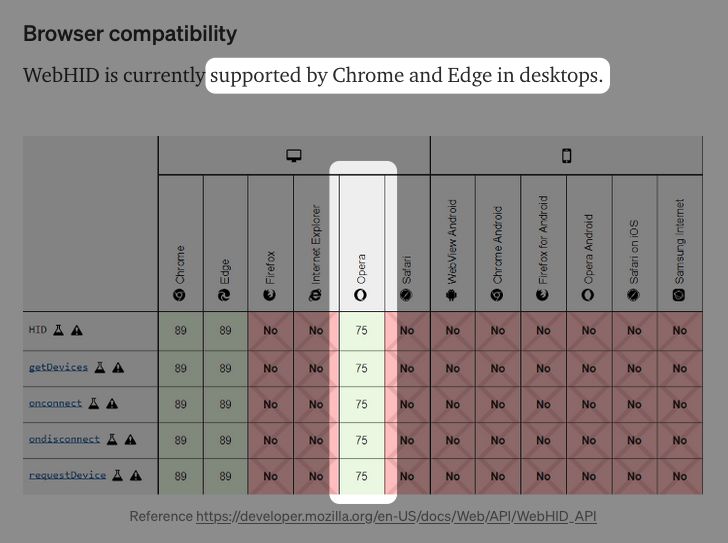 Browser compatibility
WebHID is currently supported by Chrome and Edge in desktops.
Chrome Edge Firefox Internet Explorer Opera Safari WebView Android Chrome Android Firefox for Android Opera Android Safari on iOS Samsung Internet
HID 89 89 No No 75 No No No No No No No
getDevices 89 89 No No 75 No No No No No No No
onconnect 89 89 No No 75 No No No No No No No
ondisconnect 89 89 No No 75 No No No No No No No
requestDevice 89 89 No No 75 No No No No No No No
Reference https://developer.mozilla.org/en-US/docs/Web/API/WebHID_API